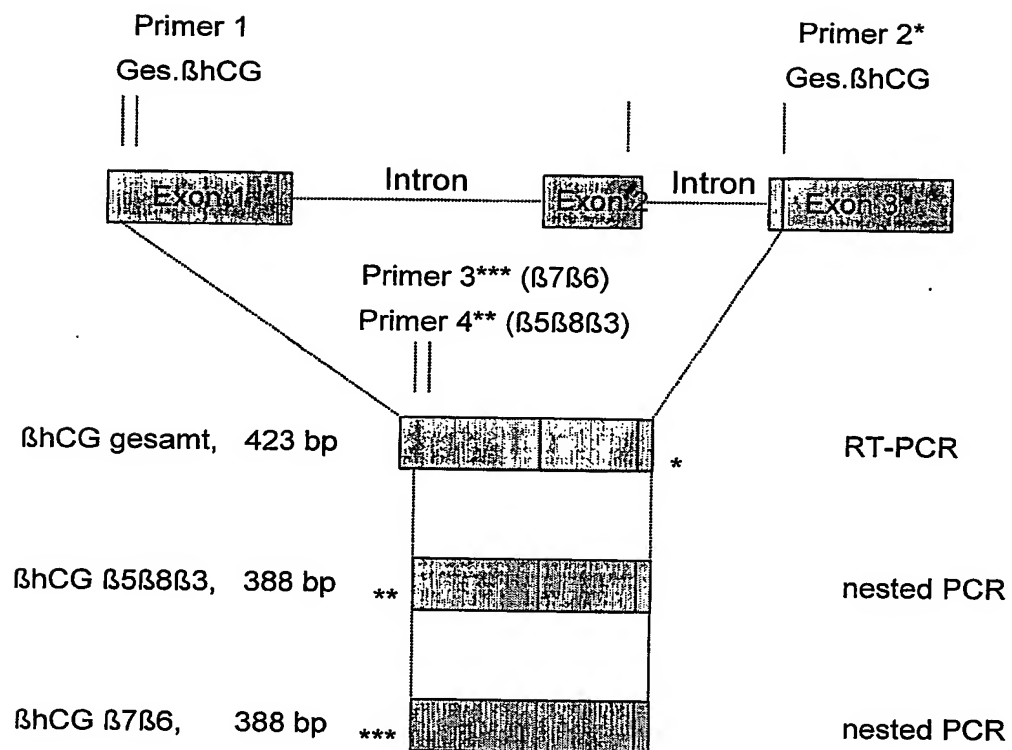 Primer 1
Ges.ßhCG
Primer 2*
Ges.ßhCG
Exon 1
Intron
Exon 2
Intron
Exon 3*
Primer 3*** (ß7ß6)
Primer 4** (ß5ß8ß3)
ßhCG gesamt, 423 bp * RT-PCR
ßhCG ß5ß8ß3, 388 bp ** nested PCR
ßhCG ß7ß6, 388 bp *** nested PCR